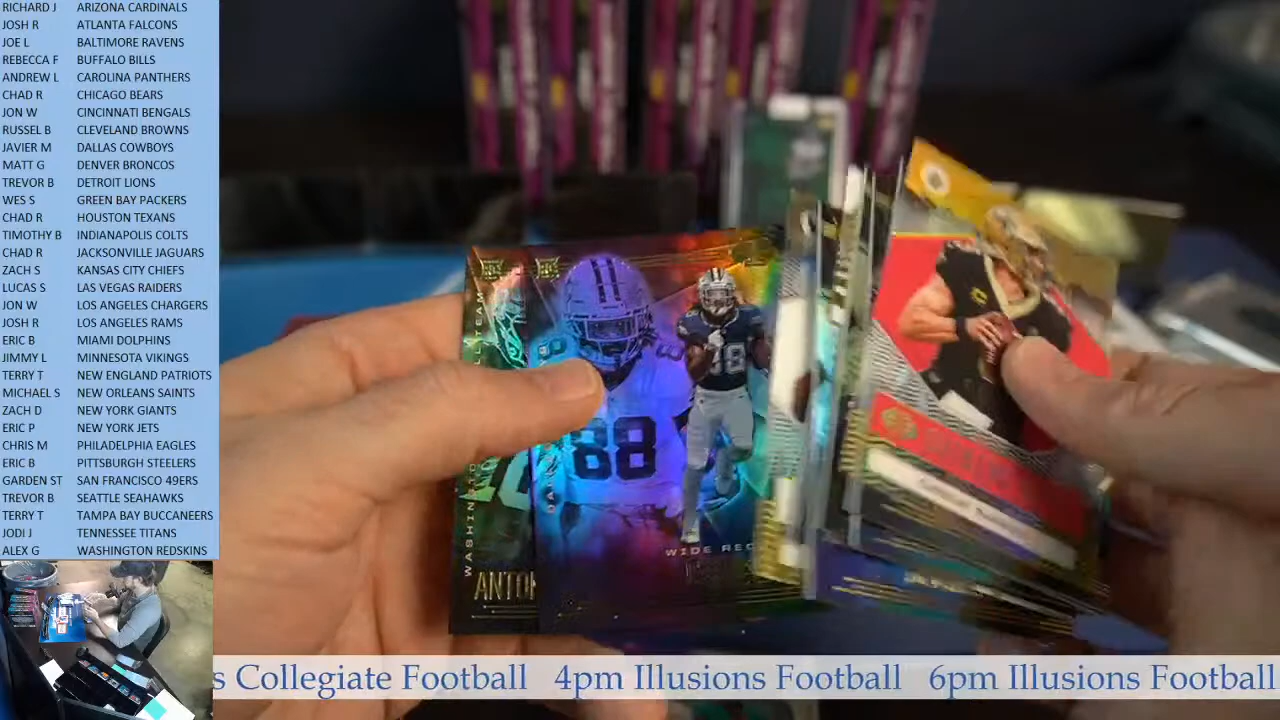 RICHARD J ARIZONA CARDINALS
JOSH R ATLANTA FALCONS
JOE L BALTIMORE RAVENS
REBECCA F BUFFALO BILLS
ANDREW L CAROLINA PANTHERS
CHAD R CHICAGO BEARS
JON W CINCINNATI BENGALS
RUSSEL B CLEVELAND BROWNS
JAVIER M DALLAS COWBOYS
MATT G DENVER BRONCOS
TREVOR B DETROIT LIONS
WES S GREEN BAY PACKERS
CHAD R HOUSTON TEXANS
TIMOTHY B INDIANAPOLIS COLTS
CHAD R JACKSONVILLE JAGUARS
ZACH S KANSAS CITY CHIEFS
LUCAS S LAS VEGAS RAIDERS
JON W LOS ANGELES CHARGERS
JOSH R LOS ANGELES RAMS
ERIC B MIAMI DOLPHINS
JIMMY L MINNESOTA VIKINGS
TERRY T NEW ENGLAND PATRIOTS
MICHAEL S NEW ORLEANS SAINTS
ZACH D NEW YORK GIANTS
ERIC P NEW YORK JETS
CHRIS M PHILADELPHIA EAGLES
ERIC B PITTSBURGH STEELERS
GARDEN ST SAN FRANCISCO 49ERS
TREVOR B SEATTLE SEAHAWKS
TERRY T TAMPA BAY BUCCANEERS
JODI J TENNESSEE TITANS
ALEX G WASHINGTON REDSKINS
88
88
WIDE REC
ANTON
s Collegiate Football 4pm Illusions Football 6pm Illusions Football